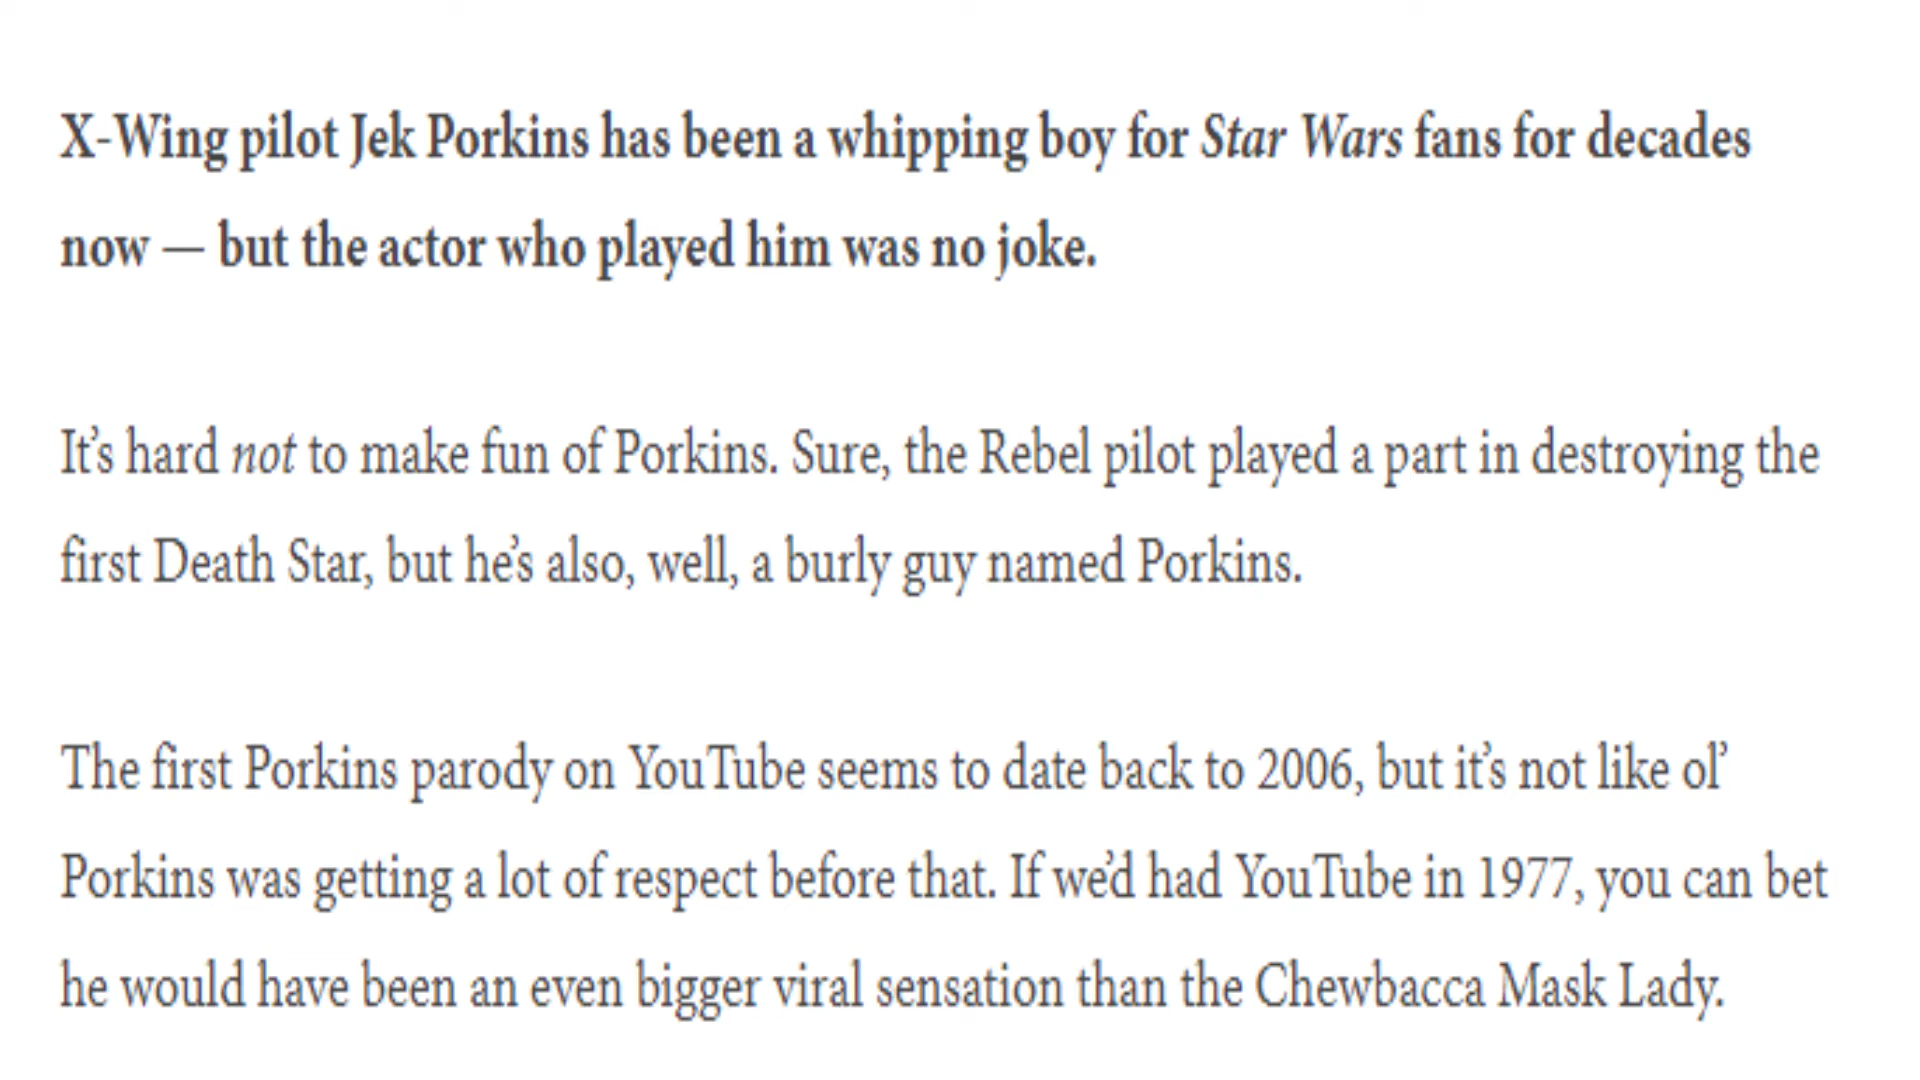 X-Wing pilot Jek Porkins has been a whipping boy for Star Wars fans for decades
now — but the actor who played him was no joke.
It’s hard not to make fun of Porkins. Sure, the Rebel pilot played a part in destroying the
first Death Star, but he’s also, well, a burly guy named Porkins.
The first Porkins parody on YouTube seems to date back to 2006, but it’s not like ol’
Porkins was getting a lot of respect before that. If we’d had YouTube in 1977, you can bet
he would have been an even bigger viral sensation than the Chewbacca Mask Lady.